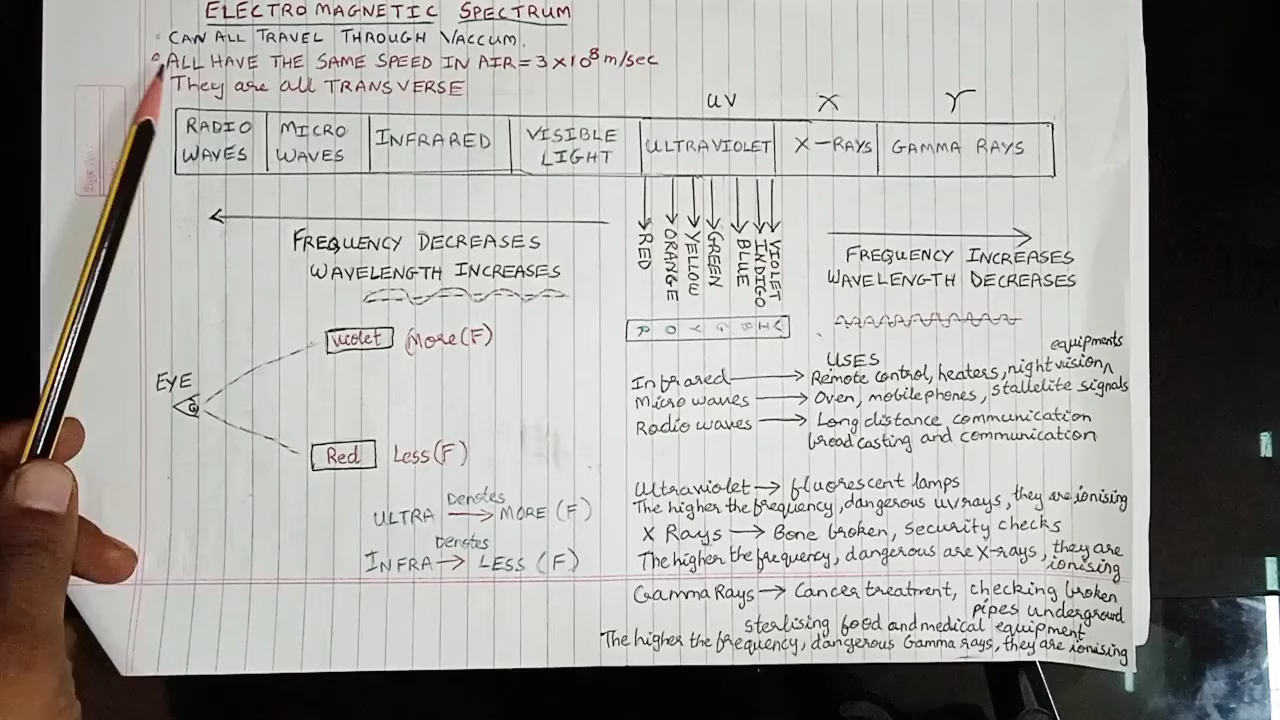 ELECTROMAGNETIC SPECTRUM
CAN ALL TRAVEL THROUGH VACCUM.
ALL HAVE THE SAME SPEED IN AIR = 3 × 10⁸ m/sec
They are all TRANSVERSE
UV X γ
RADIO WAVES
MICRO WAVES
INFRARED
VISIBLE LIGHT
ULTRAVIOLET
X-RAYS
GAMMA RAYS
FREQUENCY DECREASES
WAVELENGTH INCREASES
RED
ORANGE
YELLOW
GREEN
BLUE
INDIGO
VIOLET
R O Y G B I V
FREQUENCY INCREASES
WAVELENGTH DECREASES
EYE
Violet More (F)
Red Less (F)
ULTRA Denotes → MORE (F)
INFRA Denotes → LESS (F)
USES
equipments
Infrared → Remote control, heaters, night vision ^
Micro waves → Oven, mobile phones, stallelite signals
Radio waves → Long distance communication
broad casting and communication
Ultraviolet → fluorescent lamps
The higher the frequency, dangerous uv rays, they are ionising
X Rays → Bone broken, security checks
The higher the frequency, dangerous are X-rays, they are
ionising
Gamma Rays → Cancer treatment, checking broken
pipes undergroud
sterlising food and medical equipment
The higher the frequency, dangerous Gamma rays, they are ionising